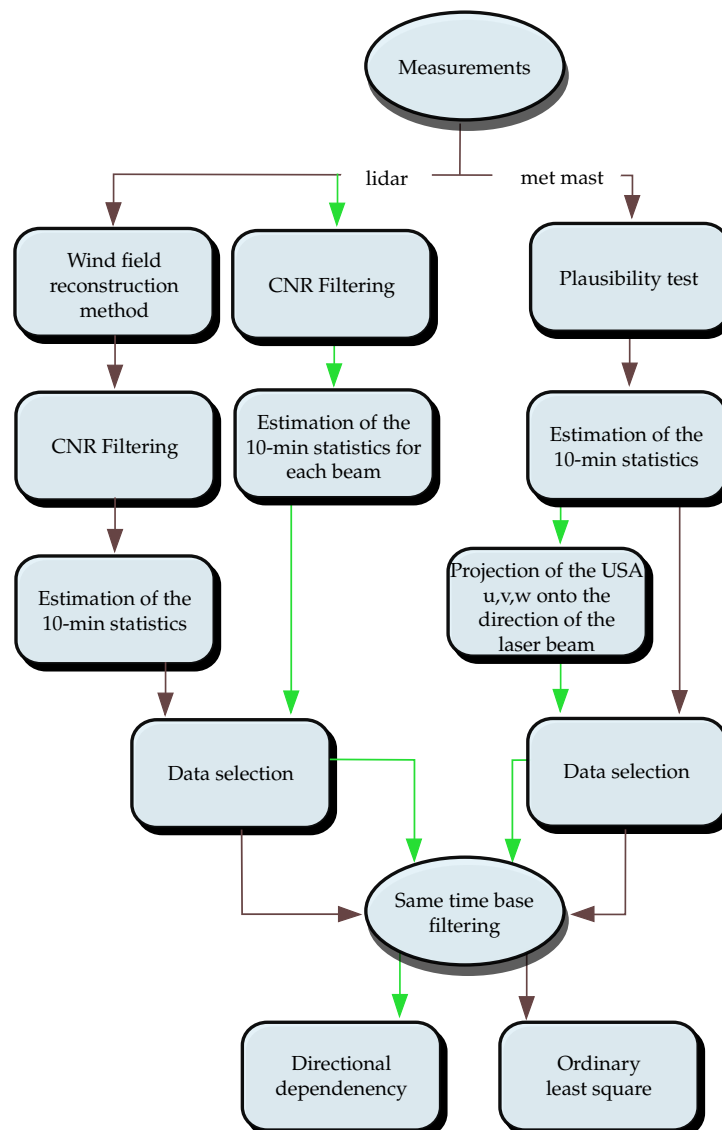 Measurements
lidar
met mast
Wind field
reconstruction
method
CNR Filtering
Plausibility test
CNR Filtering
Estimation of the
10-min statistics for
each beam
Estimation of the
10-min statistics
Estimation of the
10-min statistics
Projection of the USA
u,v,w onto the
direction of the
laser beam
Data selection
Data selection
Same time base
filtering
Directional
dependenency
Ordinary
least square